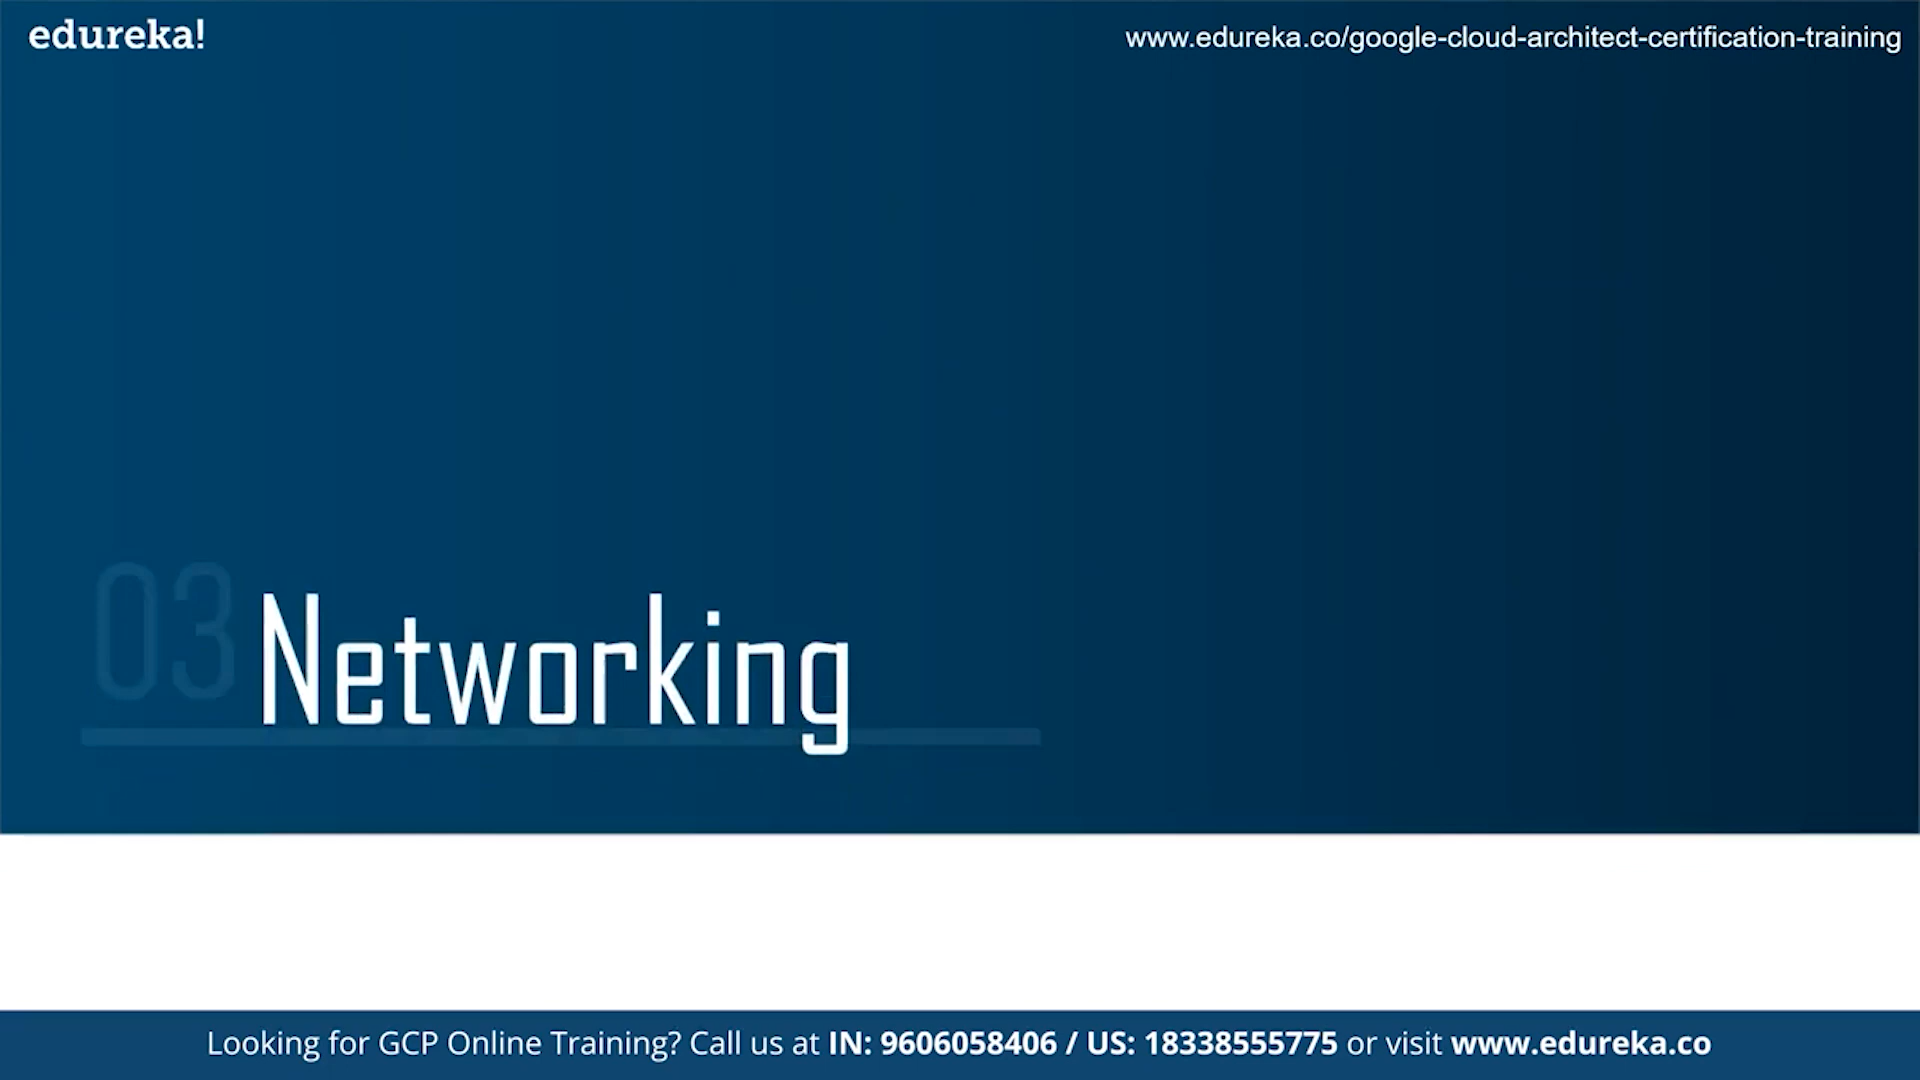 edureka!
www.edureka.co/google-cloud-architect-certification-training
03 Networking
Looking for GCP Online Training? Call us at IN: 9606058406 / US: 18338555775 or visit www.edureka.co